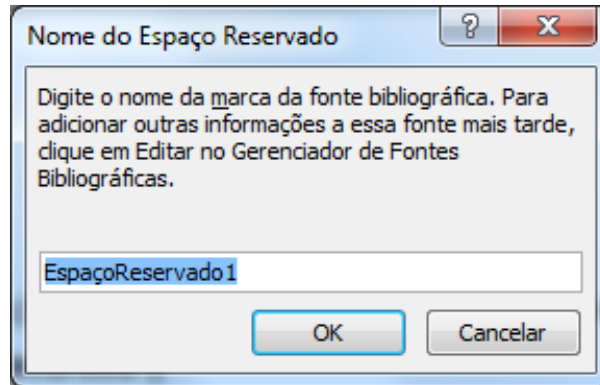 Nome do Espaço Reservado
Digite o nome da marca da fonte bibliográfica. Para
adicionar outras informações a essa fonte mais tarde,
clique em Editar no Gerenciador de Fontes
Bibliográficas.
EspaçoReservado1
OK Cancelar